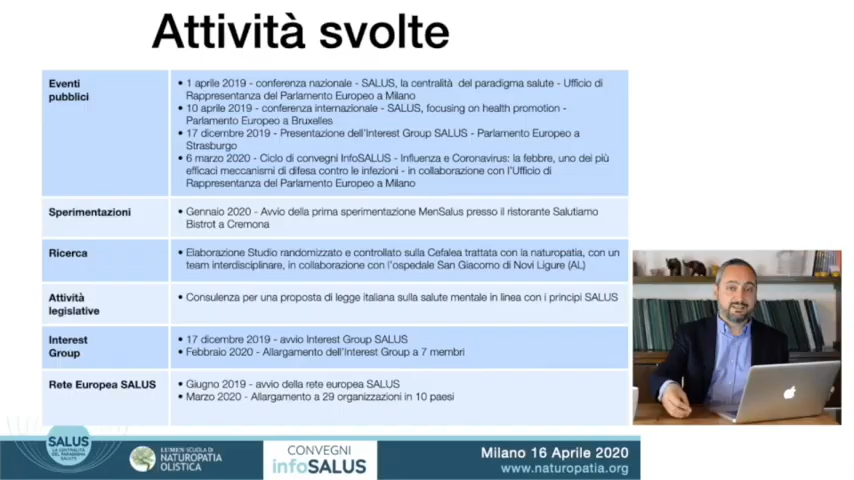 Attività svolte
Eventi
pubblici
• 1 aprile 2019 - conferenza nazionale - SALUS, la centralità del paradigma salute - Ufficio di
Rappresentanza del Parlamento Europeo a Milano
• 10 aprile 2019 - conferenza internazionale - SALUS, focusing on health promotion -
Parlamento Europeo a Bruxelles
• 17 dicembre 2019 - Presentazione dell'Interest Group SALUS - Parlamento Europeo a
Strasburgo
• 6 marzo 2020 - Ciclo di convegni InfoSALUS - Influenza e Coronavirus: la febbre, uno dei più
efficaci meccanismi di difesa contro le infezioni - in collaborazione con l'Ufficio di
Rappresentanza del Parlamento Europeo a Milano
Sperimentazioni
• Gennaio 2020 - Avvio della prima sperimentazione MenSalus presso il ristorante Salutiamo
Bistrot a Cremona
Ricerca
• Elaborazione Studio randomizzato e controllato sulla Cefalea trattata con la naturopatia, con un
team interdisciplinare, in collaborazione con l'ospedale San Giacomo di Novi Ligure (AL)
Attività
legislative
• Consulenza per una proposta di legge italiana sulla salute mentale in linea con i principi SALUS
Interest
Group
• 17 dicembre 2019 - avvio Interest Group SALUS
• Febbraio 2020 - Allargamento dell'Interest Group a 7 membri
Rete Europea SALUS
• Giugno 2019 - avvio della rete europea SALUS
• Marzo 2020 - Allargamento a 29 organizzazioni in 10 paesi
SALUS
LA CENTRALITÀ
DEL PARADIGMA
SALUTE
LUMEN SCUOLA DI
NATUROPATIA
OLISTICA
CONVEGNI
infoSALUS
Milano 16 Aprile 2020
www.naturopatia.org